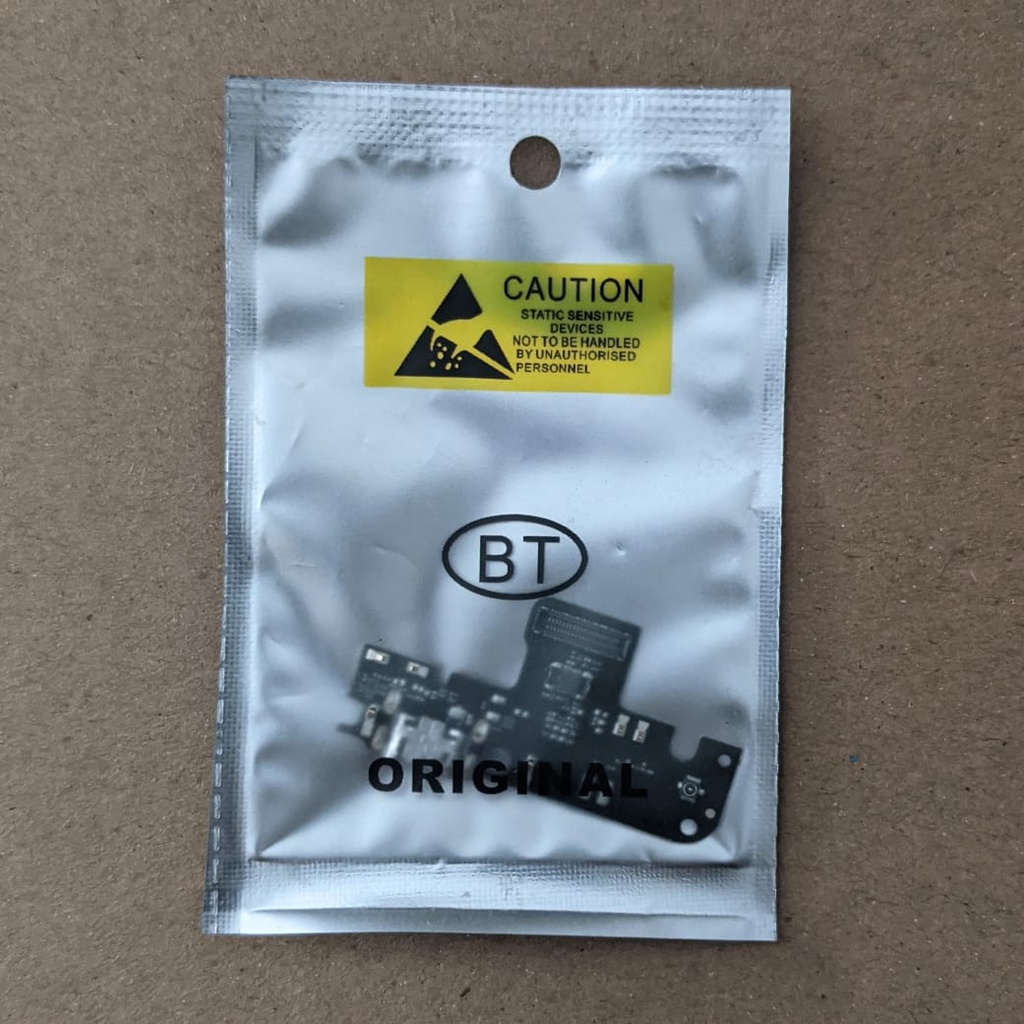 CAUTION
STATIC SENSITIVE
DEVICES
NOT TO BE HANDLED
BY UNAUTHORISED
PERSONNEL
BT
ORIGINAL